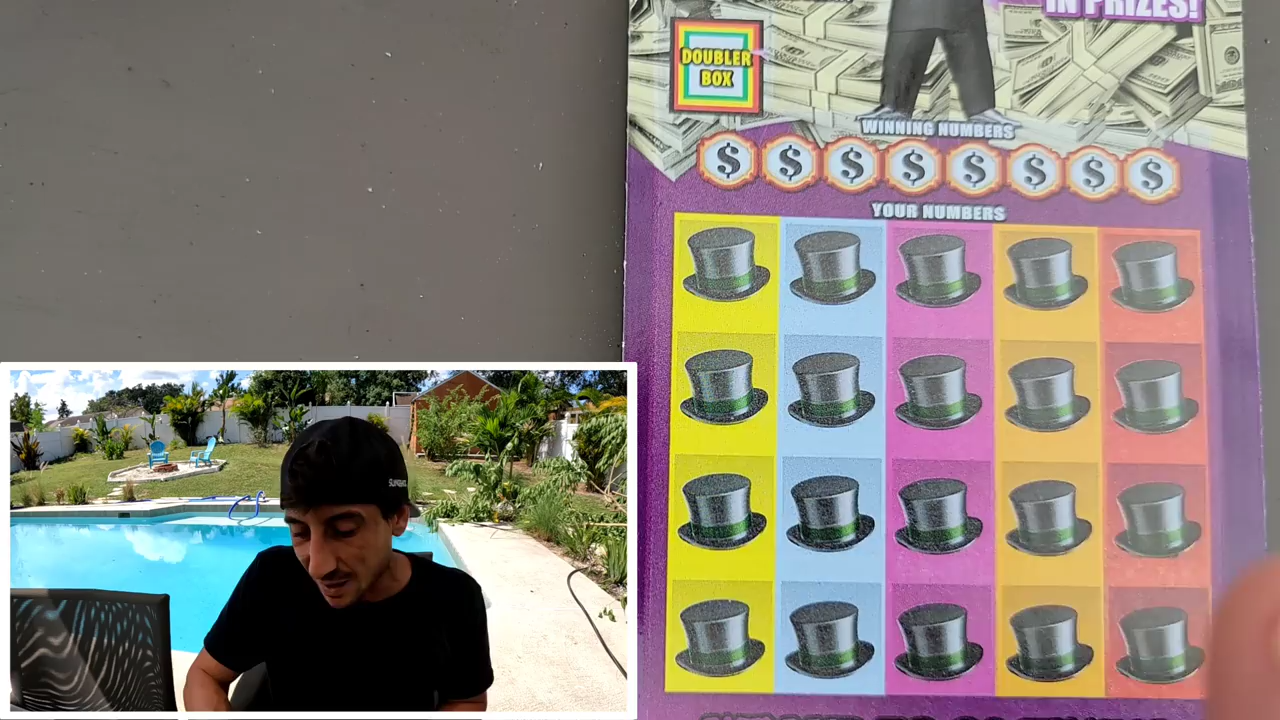 IN PRIZES!
DOUBLER
BOX
WINNING NUMBERS
$ $ $ $ $ $ $ $
YOUR NUMBERS